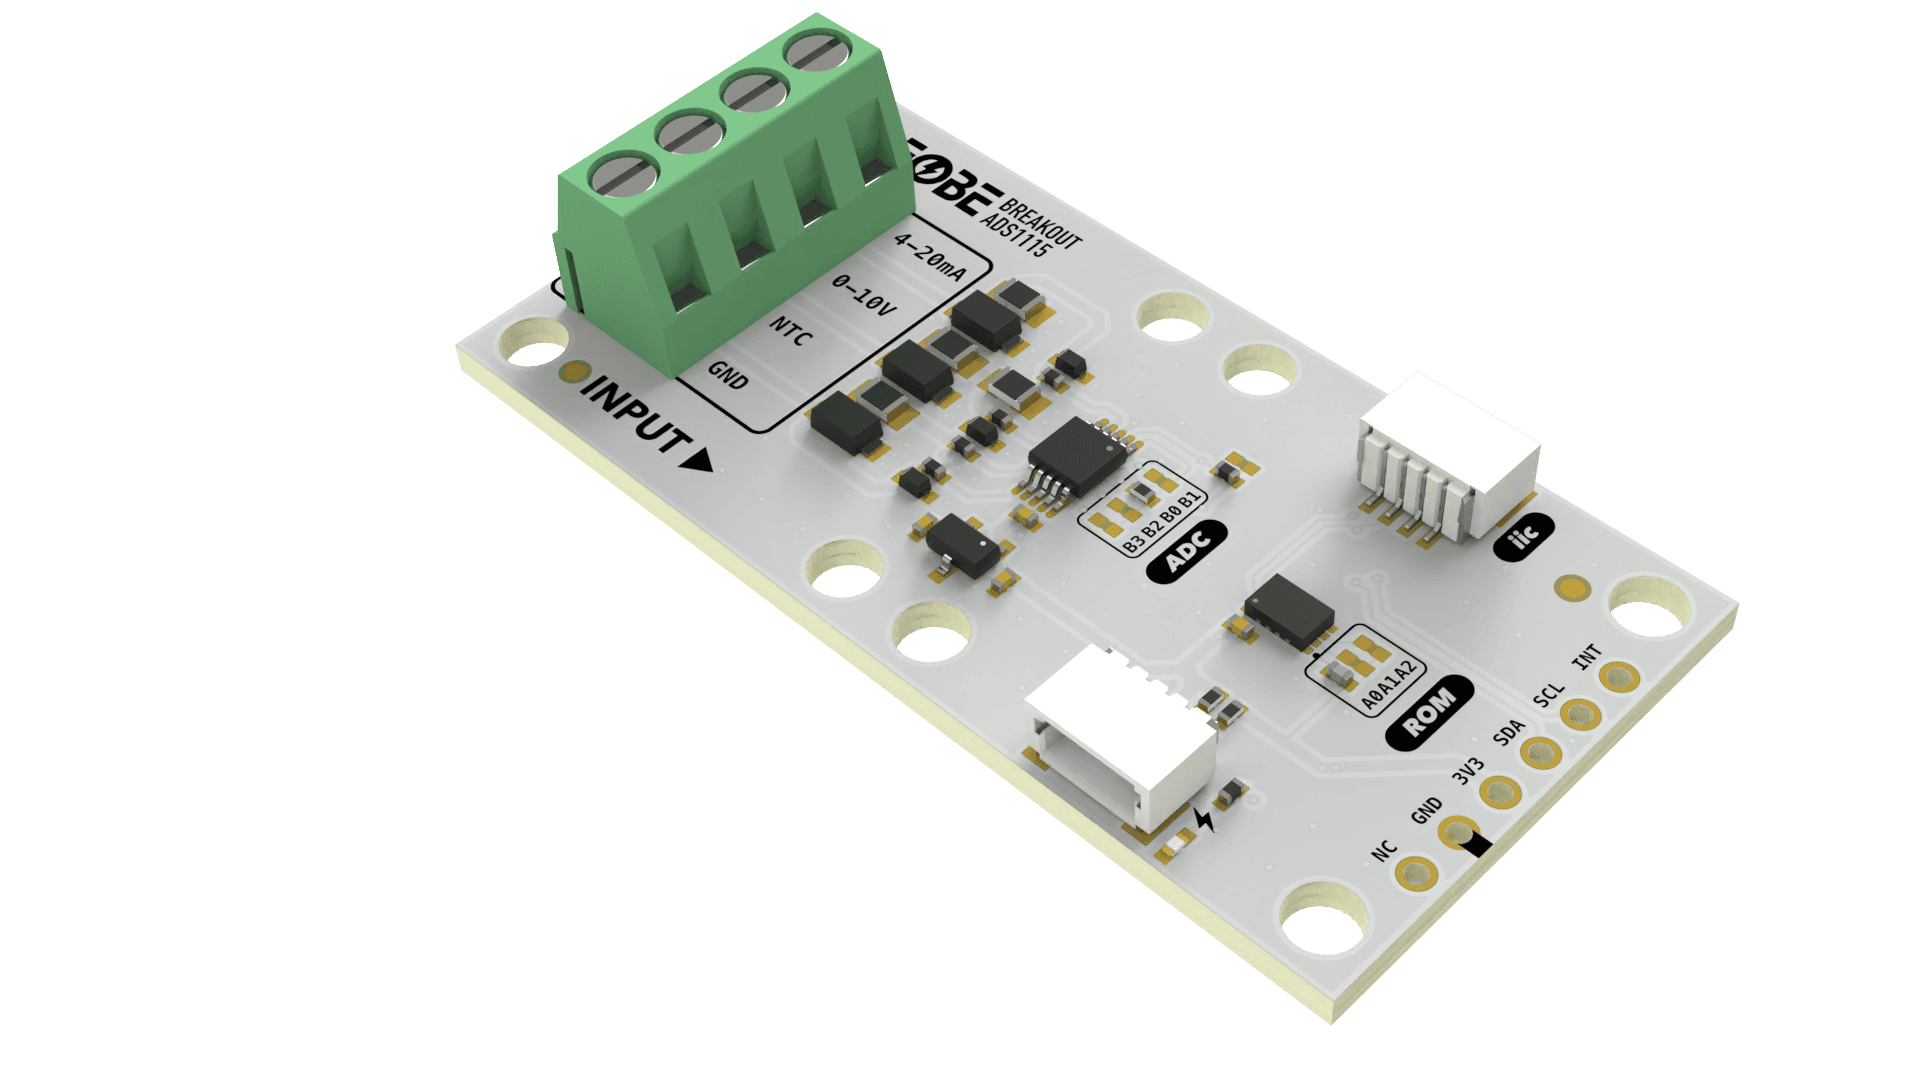 BREAKOUT
ADS1115
4–20mA
0–10V
NTC
GND
INPUT
B3 B2 B0 B1
ADC
iic
A0A1A2
ROM
INT
SCL
SDA
3V3
GND
NC